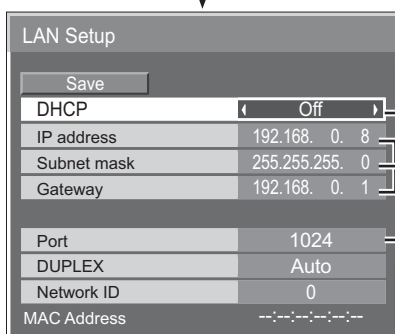 LAN Setup
Save
DHCP Off
IP address 192.168. 0. 8
Subnet mask 255.255.255. 0
Gateway 192.168. 0. 1
Port 1024
DUPLEX Auto
Network ID 0
MAC Address --:--:--:--:--:--